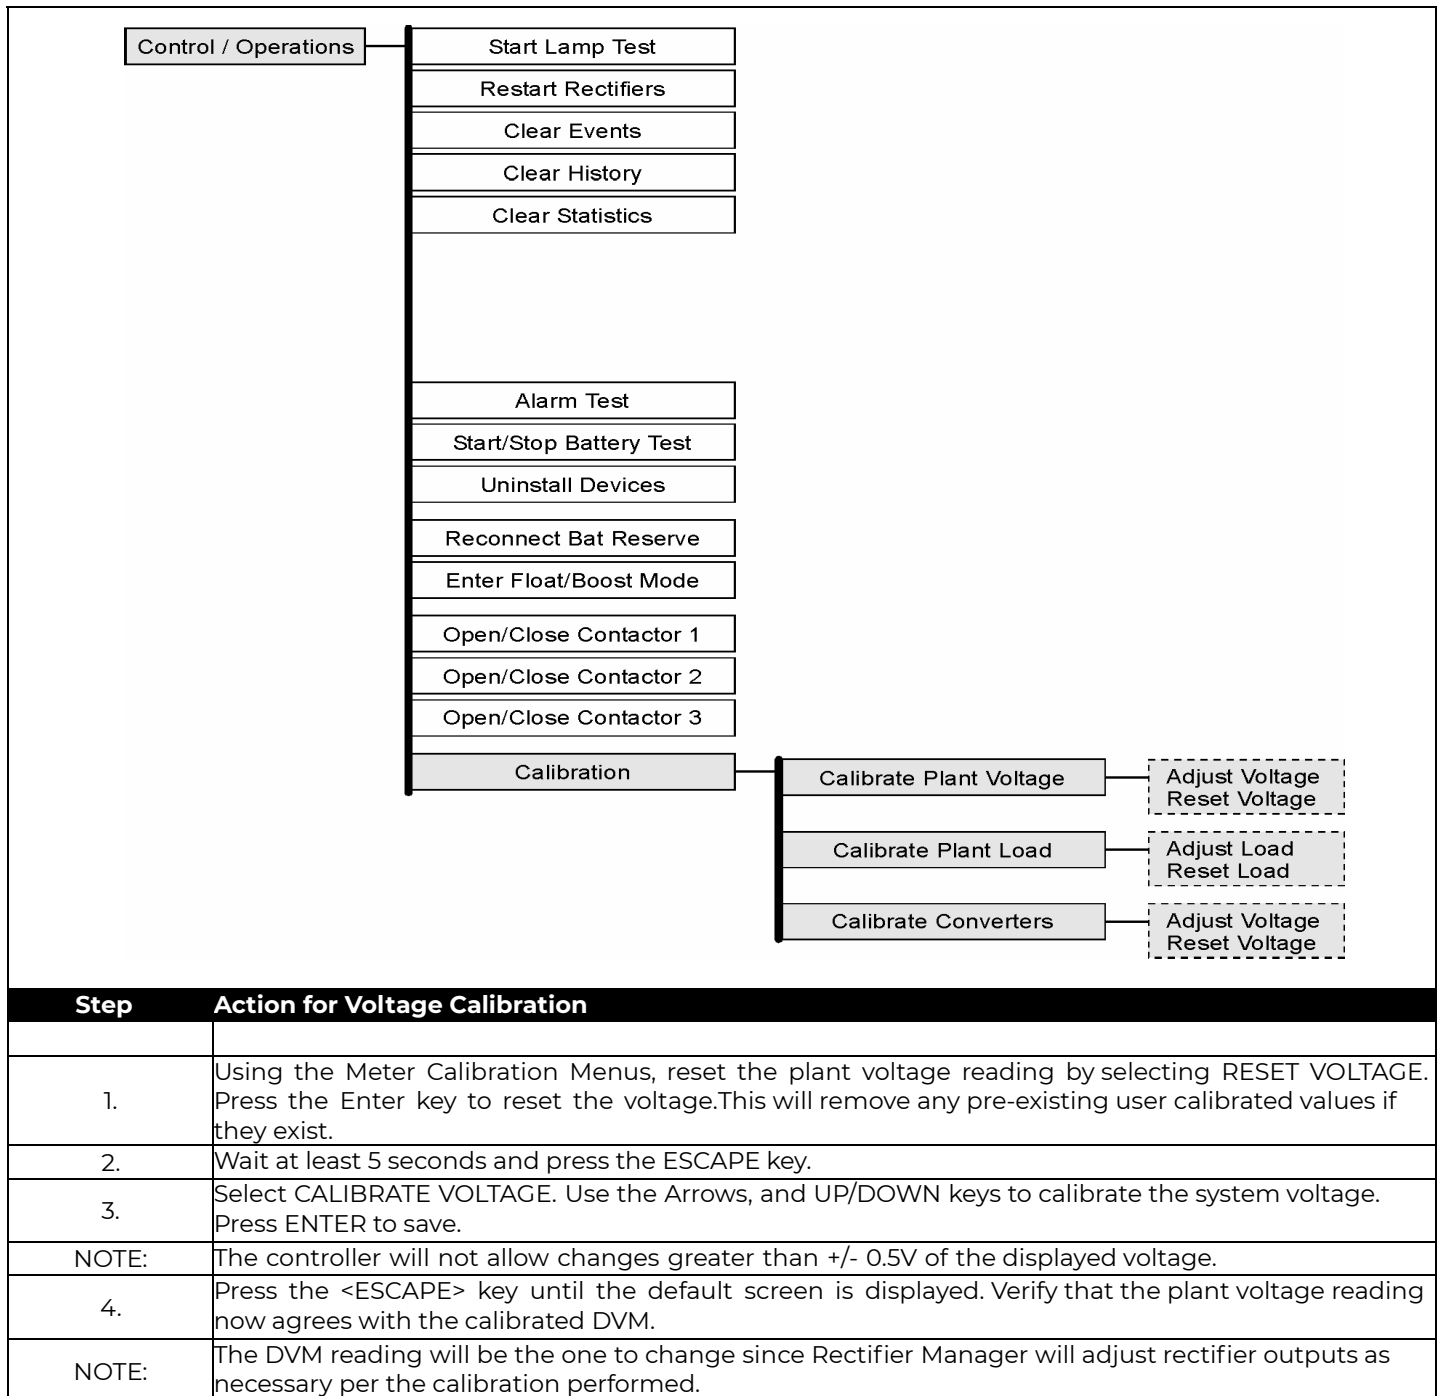 Control / Operations
Start Lamp Test
Restart Rectifiers
Clear Events
Clear History
Clear Statistics
Alarm Test
Start/Stop Battery Test
Uninstall Devices
Reconnect Bat Reserve
Enter Float/Boost Mode
Open/Close Contactor 1
Open/Close Contactor 2
Open/Close Contactor 3
Calibration
Calibrate Plant Voltage
Adjust Voltage
Reset Voltage
Calibrate Plant Load
Adjust Load
Reset Load
Calibrate Converters
Adjust Voltage
Reset Voltage
Step Action for Voltage Calibration
1. Using the Meter Calibration Menus, reset the plant voltage reading by selecting RESET VOLTAGE.
Press the Enter key to reset the voltage.This will remove any pre-existing user calibrated values if
they exist.
2. Wait at least 5 seconds and press the ESCAPE key.
3. Select CALIBRATE VOLTAGE. Use the Arrows, and UP/DOWN keys to calibrate the system voltage.
Press ENTER to save.
NOTE: The controller will not allow changes greater than +/- 0.5V of the displayed voltage.
4. Press the <ESCAPE> key until the default screen is displayed. Verify that the plant voltage reading
now agrees with the calibrated DVM.
NOTE: The DVM reading will be the one to change since Rectifier Manager will adjust rectifier outputs as
necessary per the calibration performed.